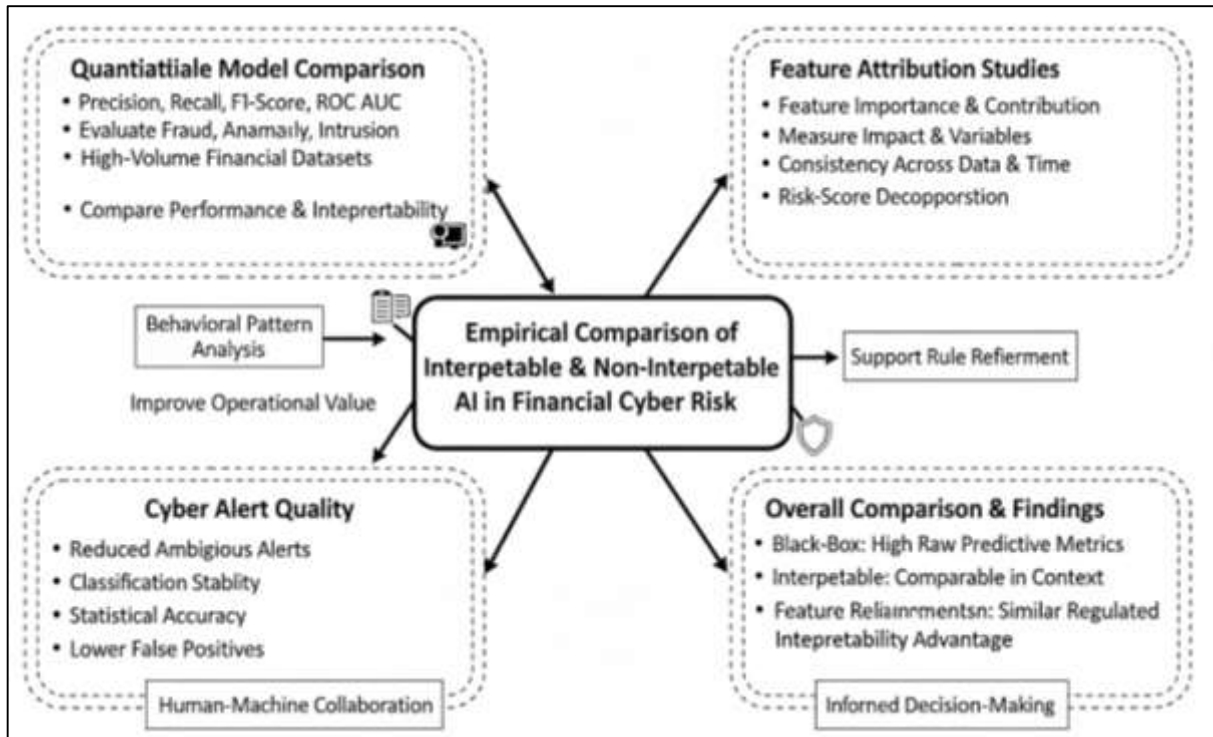 Quantiattiale Model Comparison
• Precision, Recall, F1-Score, ROC AUC
• Evaluate Fraud, Anamaıly, Intrusion
• High-Volume Financial Datasets
• Compare Performance & Inteprertability
Feature Attribution Studies
• Feature Importance & Contribution
• Measure Impact & Variables
• Consistency Across Data & Time
• Risk-Score Decopporstion
Behavioral Pattern
Analysis
Improve Operational Value
Empirical Comparison of
Interpetable & Non-Interpetable
AI in Financial Cyber Risk
Support Rule Refierment
Cyber Alert Quality
• Reduced Ambigious Alerts
• Classification Stablity
• Statistical Accuracy
• Lower False Positives
Human-Machine Collaboration
Overall Comparison & Findings
• Black-Box: High Raw Predictive Metrics
• Interpetable: Comparable in Context
• Feature : Similar Regulated
Intepretability Advantage
Inforned Decision-Making